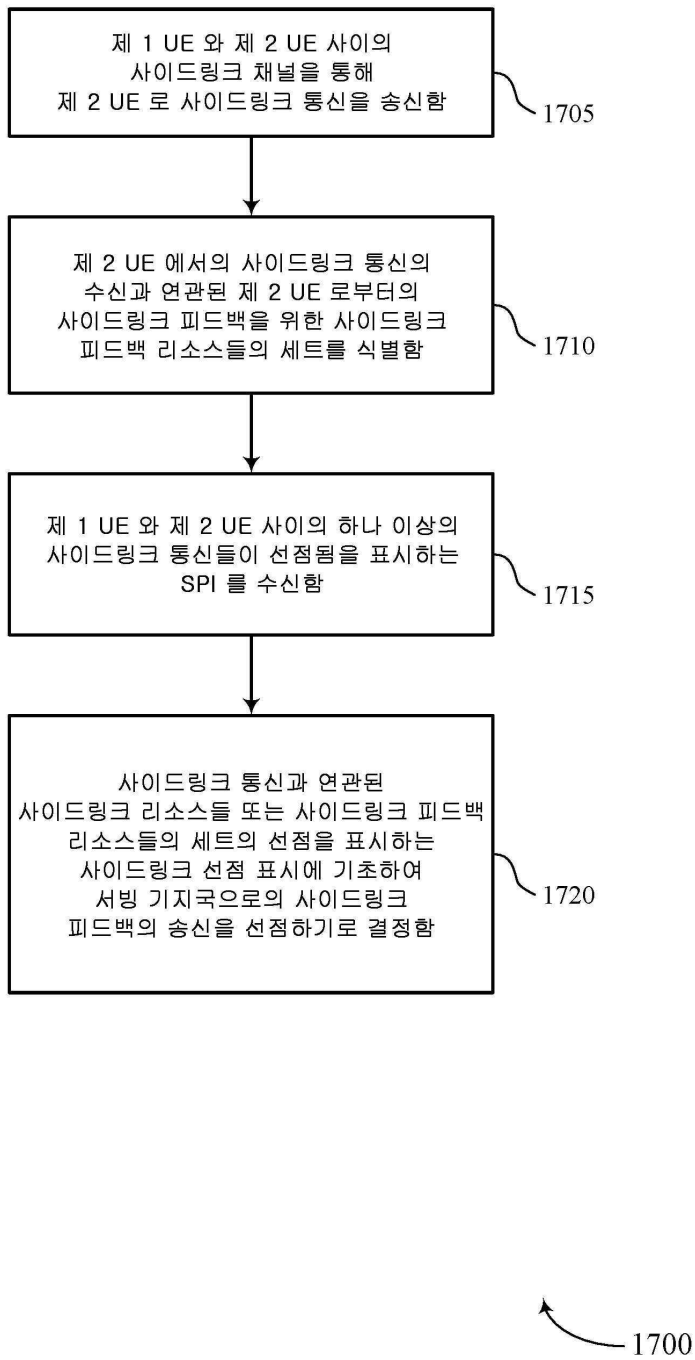 제 1 UE 와 제 2 UE 사이의
사이드링크 채널을 통해
제 2 UE 로 사이드링크 통신을 송신함
1705
제 2 UE 에서의 사이드링크 통신의
수신과 연관된 제 2 UE 로부터의
사이드링크 피드백을 위한 사이드링크
피드백 리소스들의 세트를 식별함
1710
제 1 UE 와 제 2 UE 사이의 하나 이상의
사이드링크 통신들이 선점됨을 표시하는
SPI 를 수신함
1715
사이드링크 통신과 연관된
사이드링크 리소스들 또는 사이드링크 피드백
리소스들의 세트의 선점을 표시하는
사이드링크 선점 표시에 기초하여
서빙 기지국으로의 사이드링크
피드백의 송신을 선점하기로 결정함
1720
1700